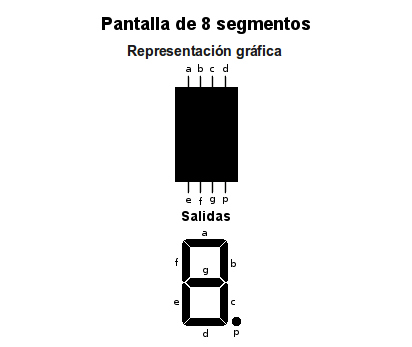 Pantalla de 8 segmentos
Representación gráfica
a b c d
e f g p
Salidas
a
f b
g
e c
d p